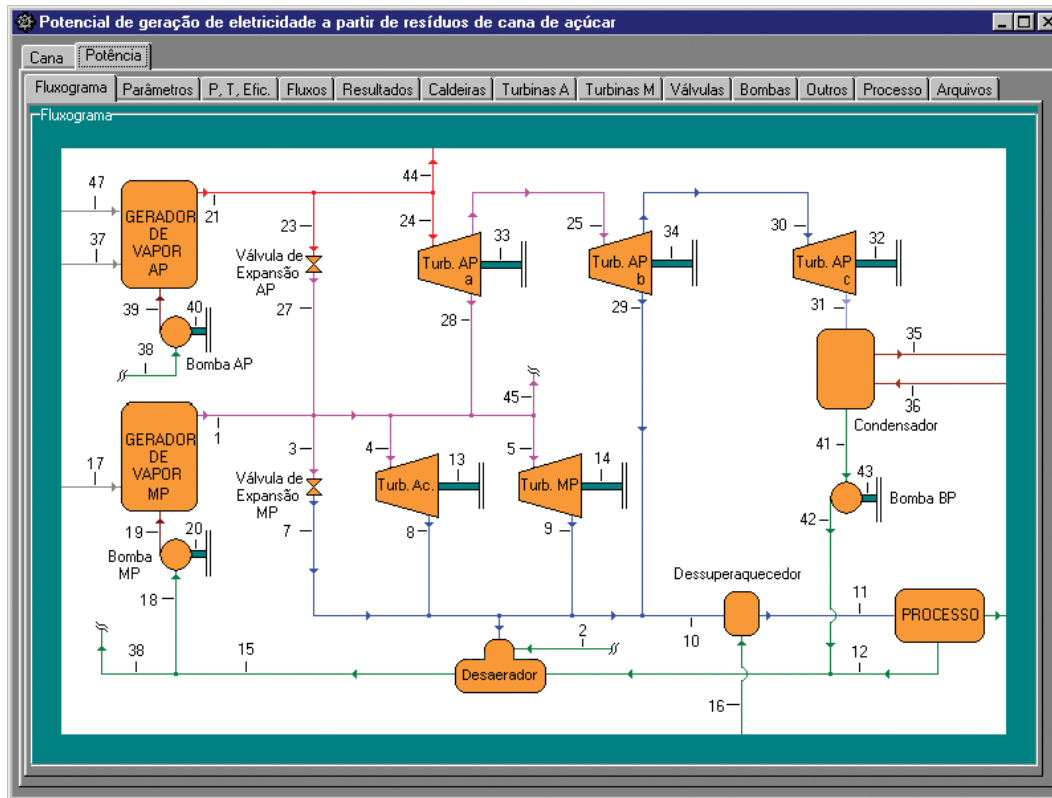 Potencial de geração de eletricidade a partir de resíduos de cana de açúcar
Cana
Potência
Fluxograma
Parâmetros
P, T, Efic.
Fluxos
Resultados
Caldeiras
Turbinas A
Turbinas M
Válvulas
Bombas
Outros
Processo
Arquivos
Fluxograma
47
37
GERADOR
DE
VAPOR
AP
21
39
40
38
Bomba AP
23
Válvula de
Expansão
AP
27
44
24
Turb. AP
a
33
28
25
Turb. AP
b
34
29
30
Turb. AP
c
32
31
35
36
Condensador
41
43
Bomba BP
42
45
GERADOR
DE
VAPOR
MP
1
17
19
20
Bomba
MP
18
3
Válvula de
Expansão
MP
7
4
Turb. Ac.
13
8
5
Turb. MP
14
9
Dessuperaquecedor
10
11
PROCESSO
12
16
2
Desaerador
15
38